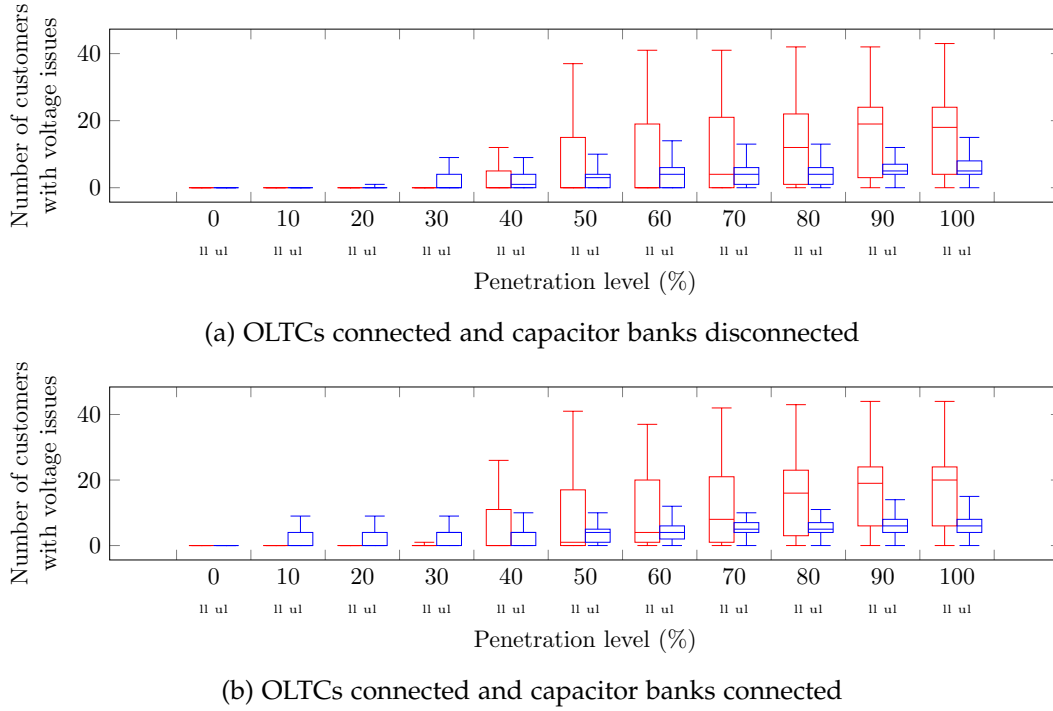 Number of customers
with voltage issues
40
20
0
0 10 20 30 40 50 60 70 80 90 100
ll ul ll ul ll ul ll ul ll ul ll ul ll ul ll ul ll ul ll ul ll ul
Penetration level (%)
(a) OLTCs connected and capacitor banks disconnected
Number of customers
with voltage issues
40
20
0
0 10 20 30 40 50 60 70 80 90 100
ll ul ll ul ll ul ll ul ll ul ll ul ll ul ll ul ll ul ll ul ll ul
Penetration level (%)
(b) OLTCs connected and capacitor banks connected